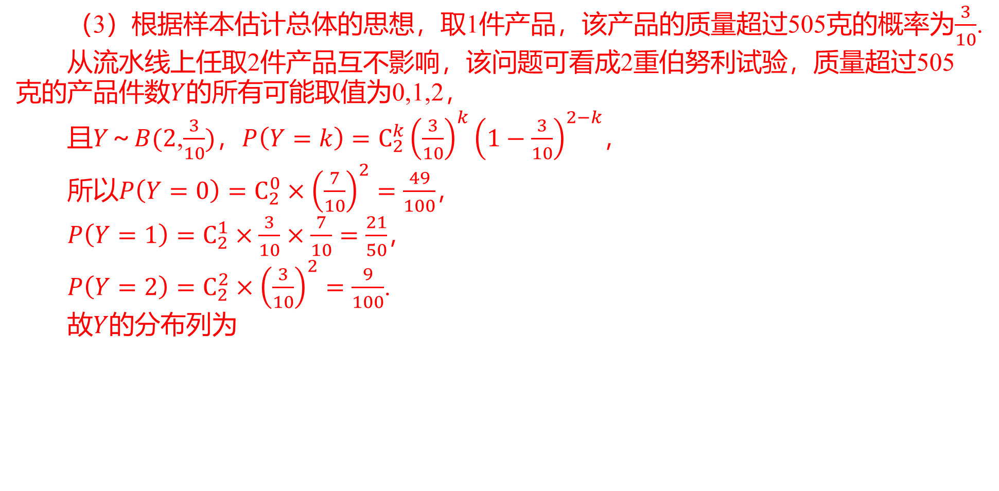 (3）根据样本估计总体的思想，取1件产品，该产品的质量超过505克的概率为$\frac{3}{10}$.
从流水线上任取2件产品互不影响，该问题可看成2重伯努利试验，质量超过505
克的产品件数$Y$的所有可能取值为0,1,2，
且$Y \sim B(2,\frac{3}{10})$，$P(Y=k)=\mathrm{C}_2^k\left(\frac{3}{10}\right)^k\left(1-\frac{3}{10}\right)^{2-k}$，
所以$P(Y=0)=\mathrm{C}_2^0\times\left(\frac{7}{10}\right)^2=\frac{49}{100}$，
$P(Y=1)=\mathrm{C}_2^1\times\frac{3}{10}\times\frac{7}{10}=\frac{21}{50}$，
$P(Y=2)=\mathrm{C}_2^2\times\left(\frac{3}{10}\right)^2=\frac{9}{100}$.
故$Y$的分布列为